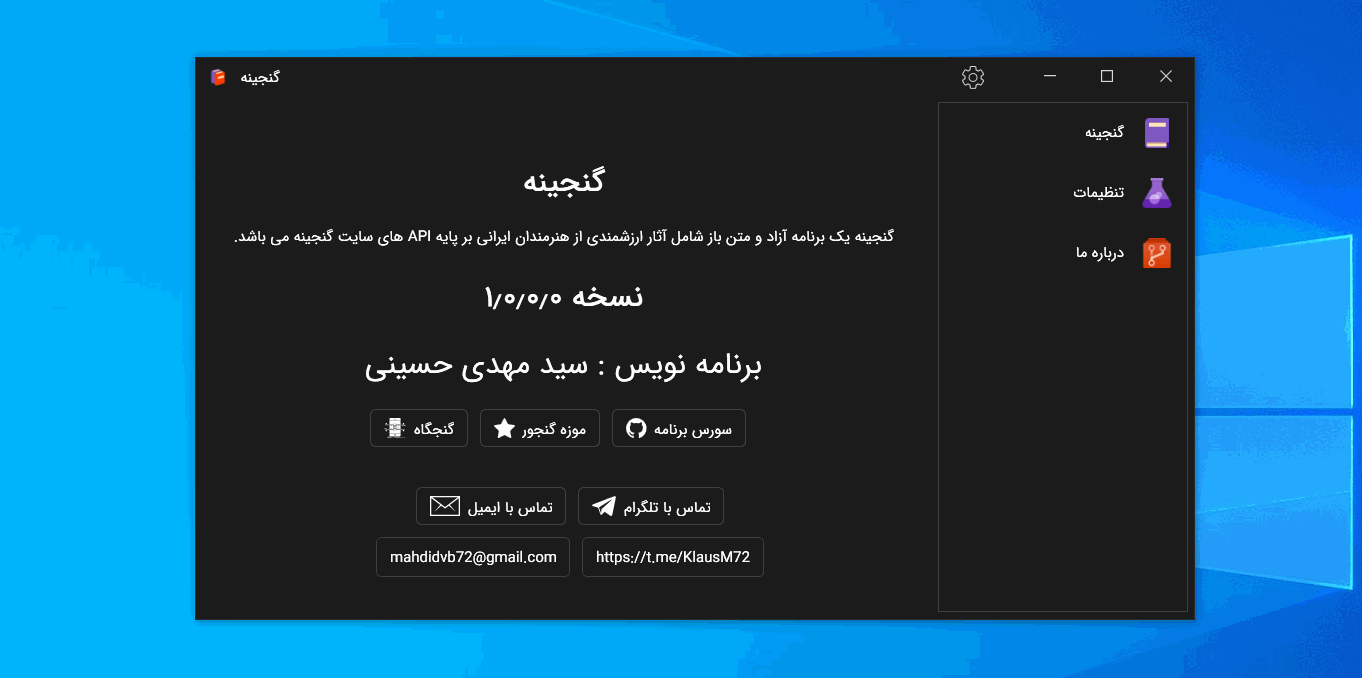 گنجینه
گنجینه
تنظیمات
درباره ما
گنجینه
گنجینه یک برنامه آزاد و متن باز شامل آثار ارزشمندی از هنرمندان ایرانی بر پایه API های سایت گنجینه می باشد.
نسخه ۱٫۰٫۰٫۰
برنامه نویس : سید مهدی حسینی
سورس برنامه
موزه گنجور
گنجگاه
تماس با تلگرام
تماس با ایمیل
https://t.me/KlausM72
mahdidvb72@gmail.com